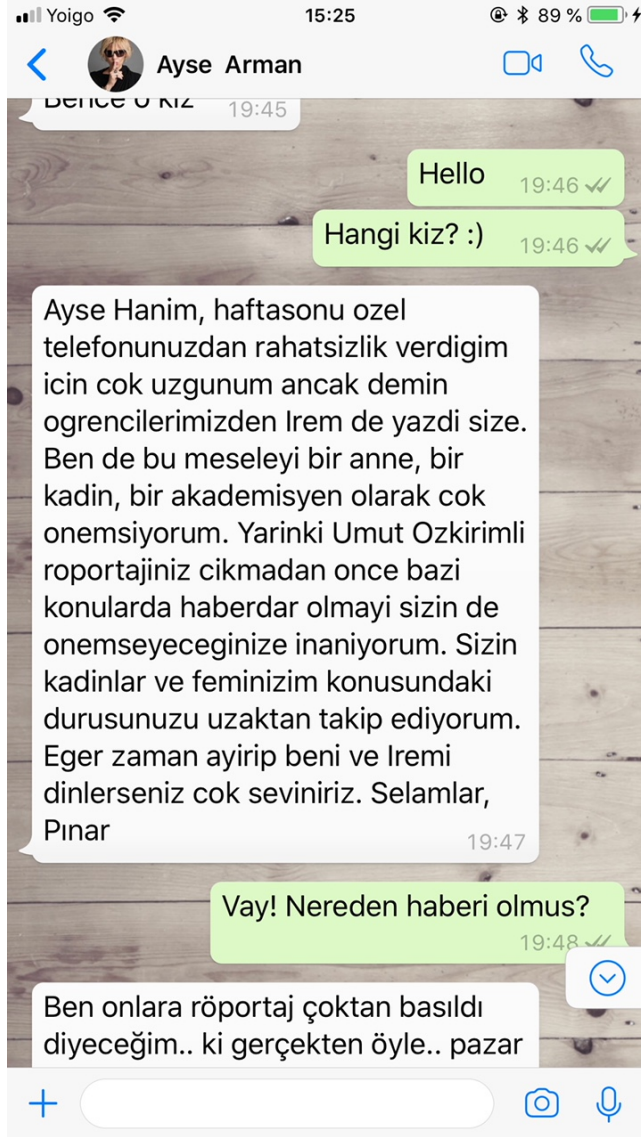 Yoigo 15:25 89 %
Ayse Arman
Bence o kiz 19:45
Hello 19:46
Hangi kiz? :) 19:46
Ayse Hanim, haftasonu ozel
telefonunuzdan rahatsizlik verdigim
icin cok uzgunum ancak demin
ogrencilerimizden Irem de yazdi size.
Ben de bu meseleyi bir anne, bir
kadin, bir akademisyen olarak cok
onemsiyorum. Yarinki Umut Ozkirimli
roportajiniz cikmadan once bazi
konularda haberdar olmayi sizin de
onemseyeceginize inaniyorum. Sizin
kadinlar ve feminizim konusundaki
durusunuzu uzaktan takip ediyorum.
Eger zaman ayirip beni ve Iremi
dinlerseniz cok seviniriz. Selamlar,
Pınar
19:47
Vay! Nereden haberi olmus?
19:48
Ben onlara röportaj çoktan basıldı
diyeceğim.. ki gerçekten öyle.. pazar